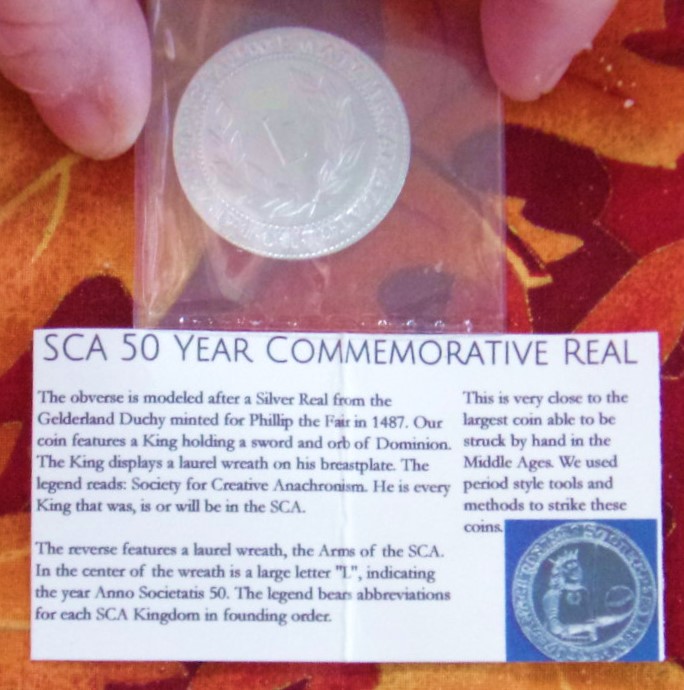 L
SCA 50 YEAR COMMEMORATIVE REAL
The obverse is modeled after a Silver Real from the
Gelderland Duchy minted for Phillip the Fair in 1487. Our
coin features a King holding a sword and orb of Dominion.
The King displays a laurel wreath on his breastplate. The
legend reads: Society for Creative Anachronism. He is every
King that was, is or will be in the SCA.
The reverse features a laurel wreath, the Arms of the SCA.
In the center of the wreath is a large letter "L", indicating
the year Anno Societatis 50. The legend bears abbreviations
for each SCA Kingdom in founding order.
This is very close to the
largest coin able to be
struck by hand in the
Middle Ages. We used
period style tools and
methods to strike these
coins.